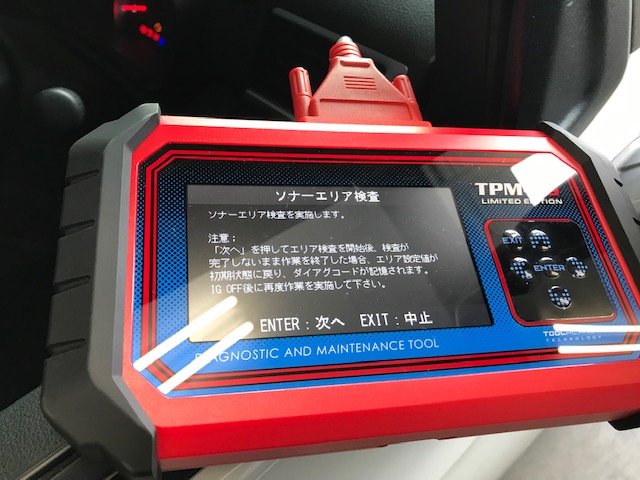 ソナーエリア検査
ソナーエリア検査を実施します。
注意：
「次へ」を押してエリア検査を開始後、検査が
完了しないまま作業を終了した場合、エリア設定値が
初期状態に戻り、ダイアグコードが記憶されます。
IG OFF後に再度作業を実施して下さい。
ENTER：次へ EXIT：中止
LIMITED EDITION
EXIT
ENTER
DIAGNOSTIC AND MAINTENANCE TOOL
TECHNOLOGY